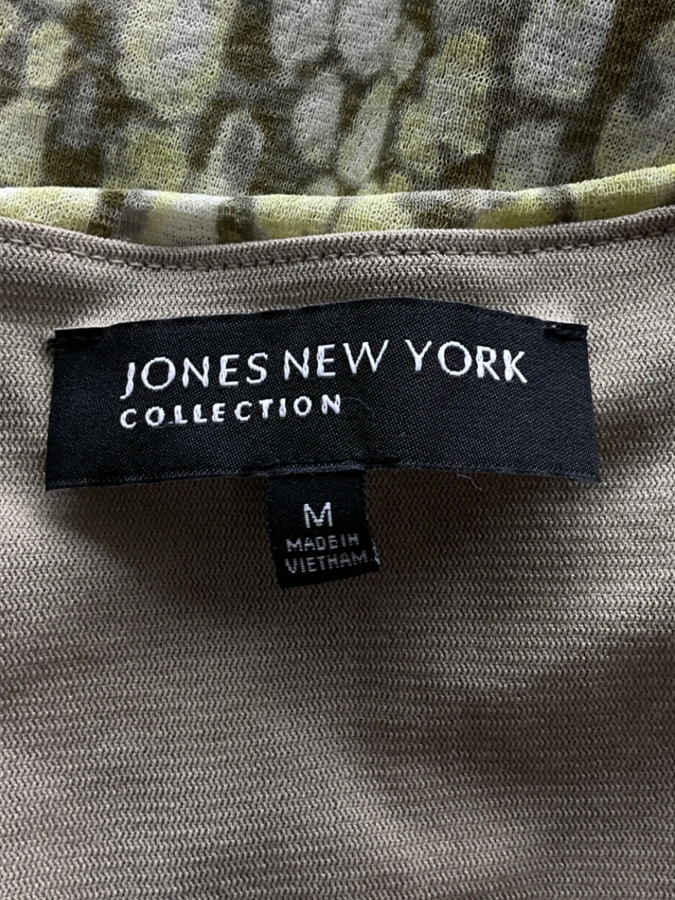 JONES NEW YORK
COLLECTION
M
MADE IN
VIETNAM